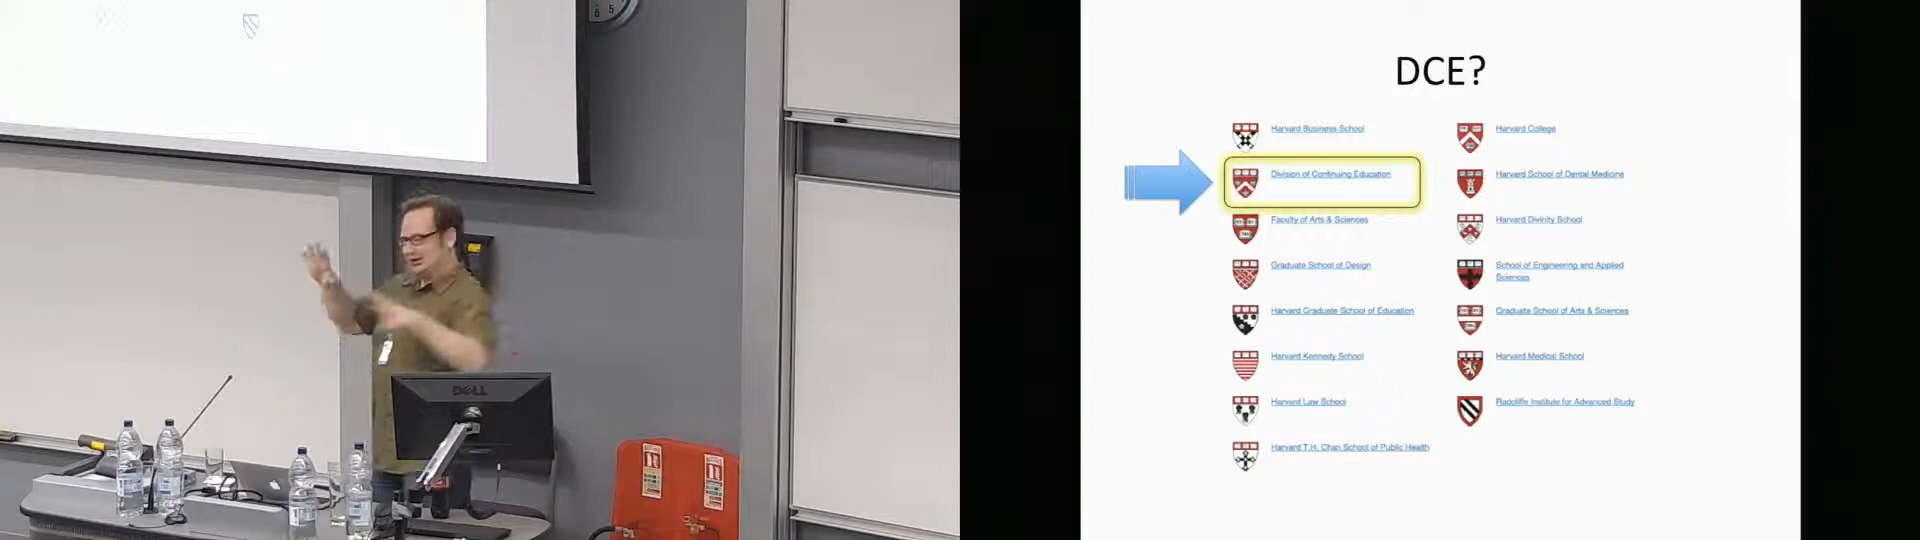 6 5
DELL
DCE?
Harvard Business School
Division of Continuing Education
Faculty of Arts & Sciences
Graduate School of Design
Harvard Graduate School of Education
Harvard Kennedy School
Harvard Law School
Harvard T.H. Chan School of Public Health
Harvard College
Harvard School of Dental Medicine
Harvard Divinity School
School of Engineering and Applied
Sciences
Graduate School of Arts & Sciences
Harvard Medical School
Radcliffe Institute for Advanced Study